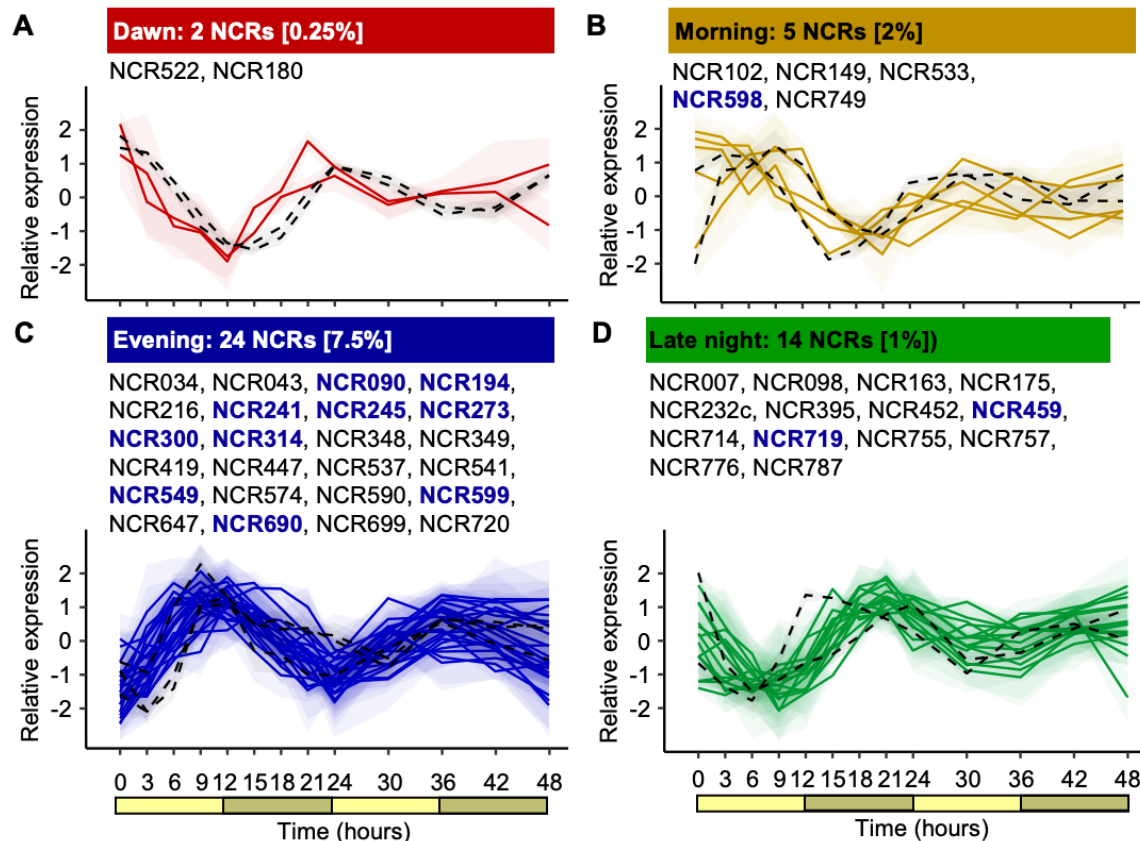 A
Dawn: 2 NCRs [0.25%]
NCR522, NCR180
Relative expression
2
1
0
-1
-2
B
Morning: 5 NCRs [2%]
NCR102, NCR149, NCR533,
NCR598, NCR749
Relative expression
2
1
0
-1
-2
C
Evening: 24 NCRs [7.5%]
NCR034, NCR043, NCR090, NCR194,
NCR216, NCR241, NCR245, NCR273,
NCR300, NCR314, NCR348, NCR349,
NCR419, NCR447, NCR537, NCR541,
NCR549, NCR574, NCR590, NCR599,
NCR647, NCR690, NCR699, NCR720
Relative expression
2
1
0
-1
-2
0 3 6 9 12 15 18 21 24 30 36 42 48
Time (hours)
D
Late night: 14 NCRs [1%])
NCR007, NCR098, NCR163, NCR175,
NCR232c, NCR395, NCR452, NCR459,
NCR714, NCR719, NCR755, NCR757,
NCR776, NCR787
Relative expression
2
1
0
-1
-2
0 3 6 9 12 15 18 21 24 30 36 42 48
Time (hours)